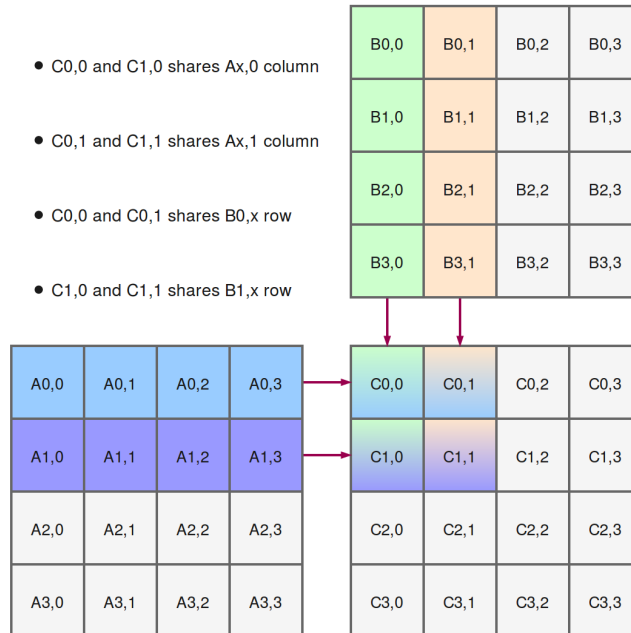 • C0,0 and C1,0 shares Ax,0 column
• C0,1 and C1,1 shares Ax,1 column
• C0,0 and C0,1 shares B0,x row
• C1,0 and C1,1 shares B1,x row
B0,0 B0,1 B0,2 B0,3
B1,0 B1,1 B1,2 B1,3
B2,0 B2,1 B2,2 B2,3
B3,0 B3,1 B3,2 B3,3
A0,0 A0,1 A0,2 A0,3
A1,0 A1,1 A1,2 A1,3
A2,0 A2,1 A2,2 A2,3
A3,0 A3,1 A3,2 A3,3
C0,0 C0,1 C0,2 C0,3
C1,0 C1,1 C1,2 C1,3
C2,0 C2,1 C2,2 C2,3
C3,0 C3,1 C3,2 C3,3